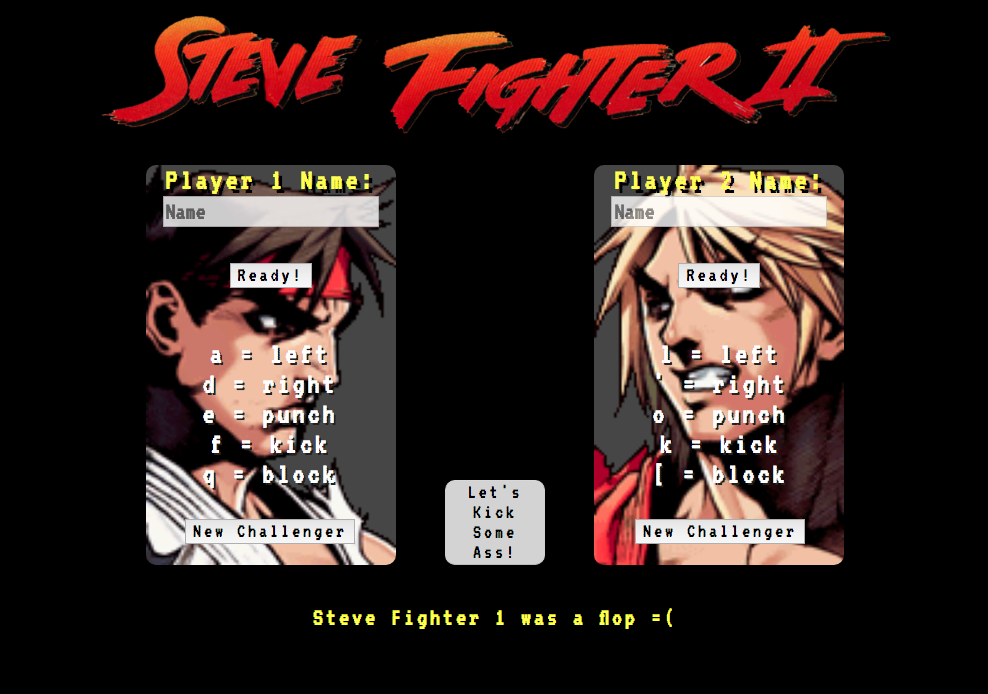 STEVE FIGHTER II
Player 1 Name:
Name
Ready!
a = left
d = right
e = punch
f = kick
q = block
New Challenger
Let's
Kick
Some
Ass!
Player 2 Name:
Name
Ready!
l = left
' = right
o = punch
k = kick
[ = block
New Challenger
Steve Fighter 1 was a flop =(